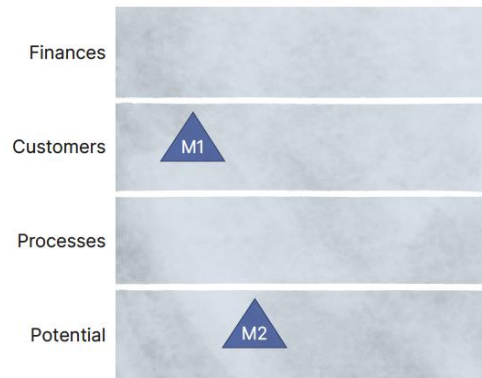 Finances
Customers
M1
Processes
Potential
M2